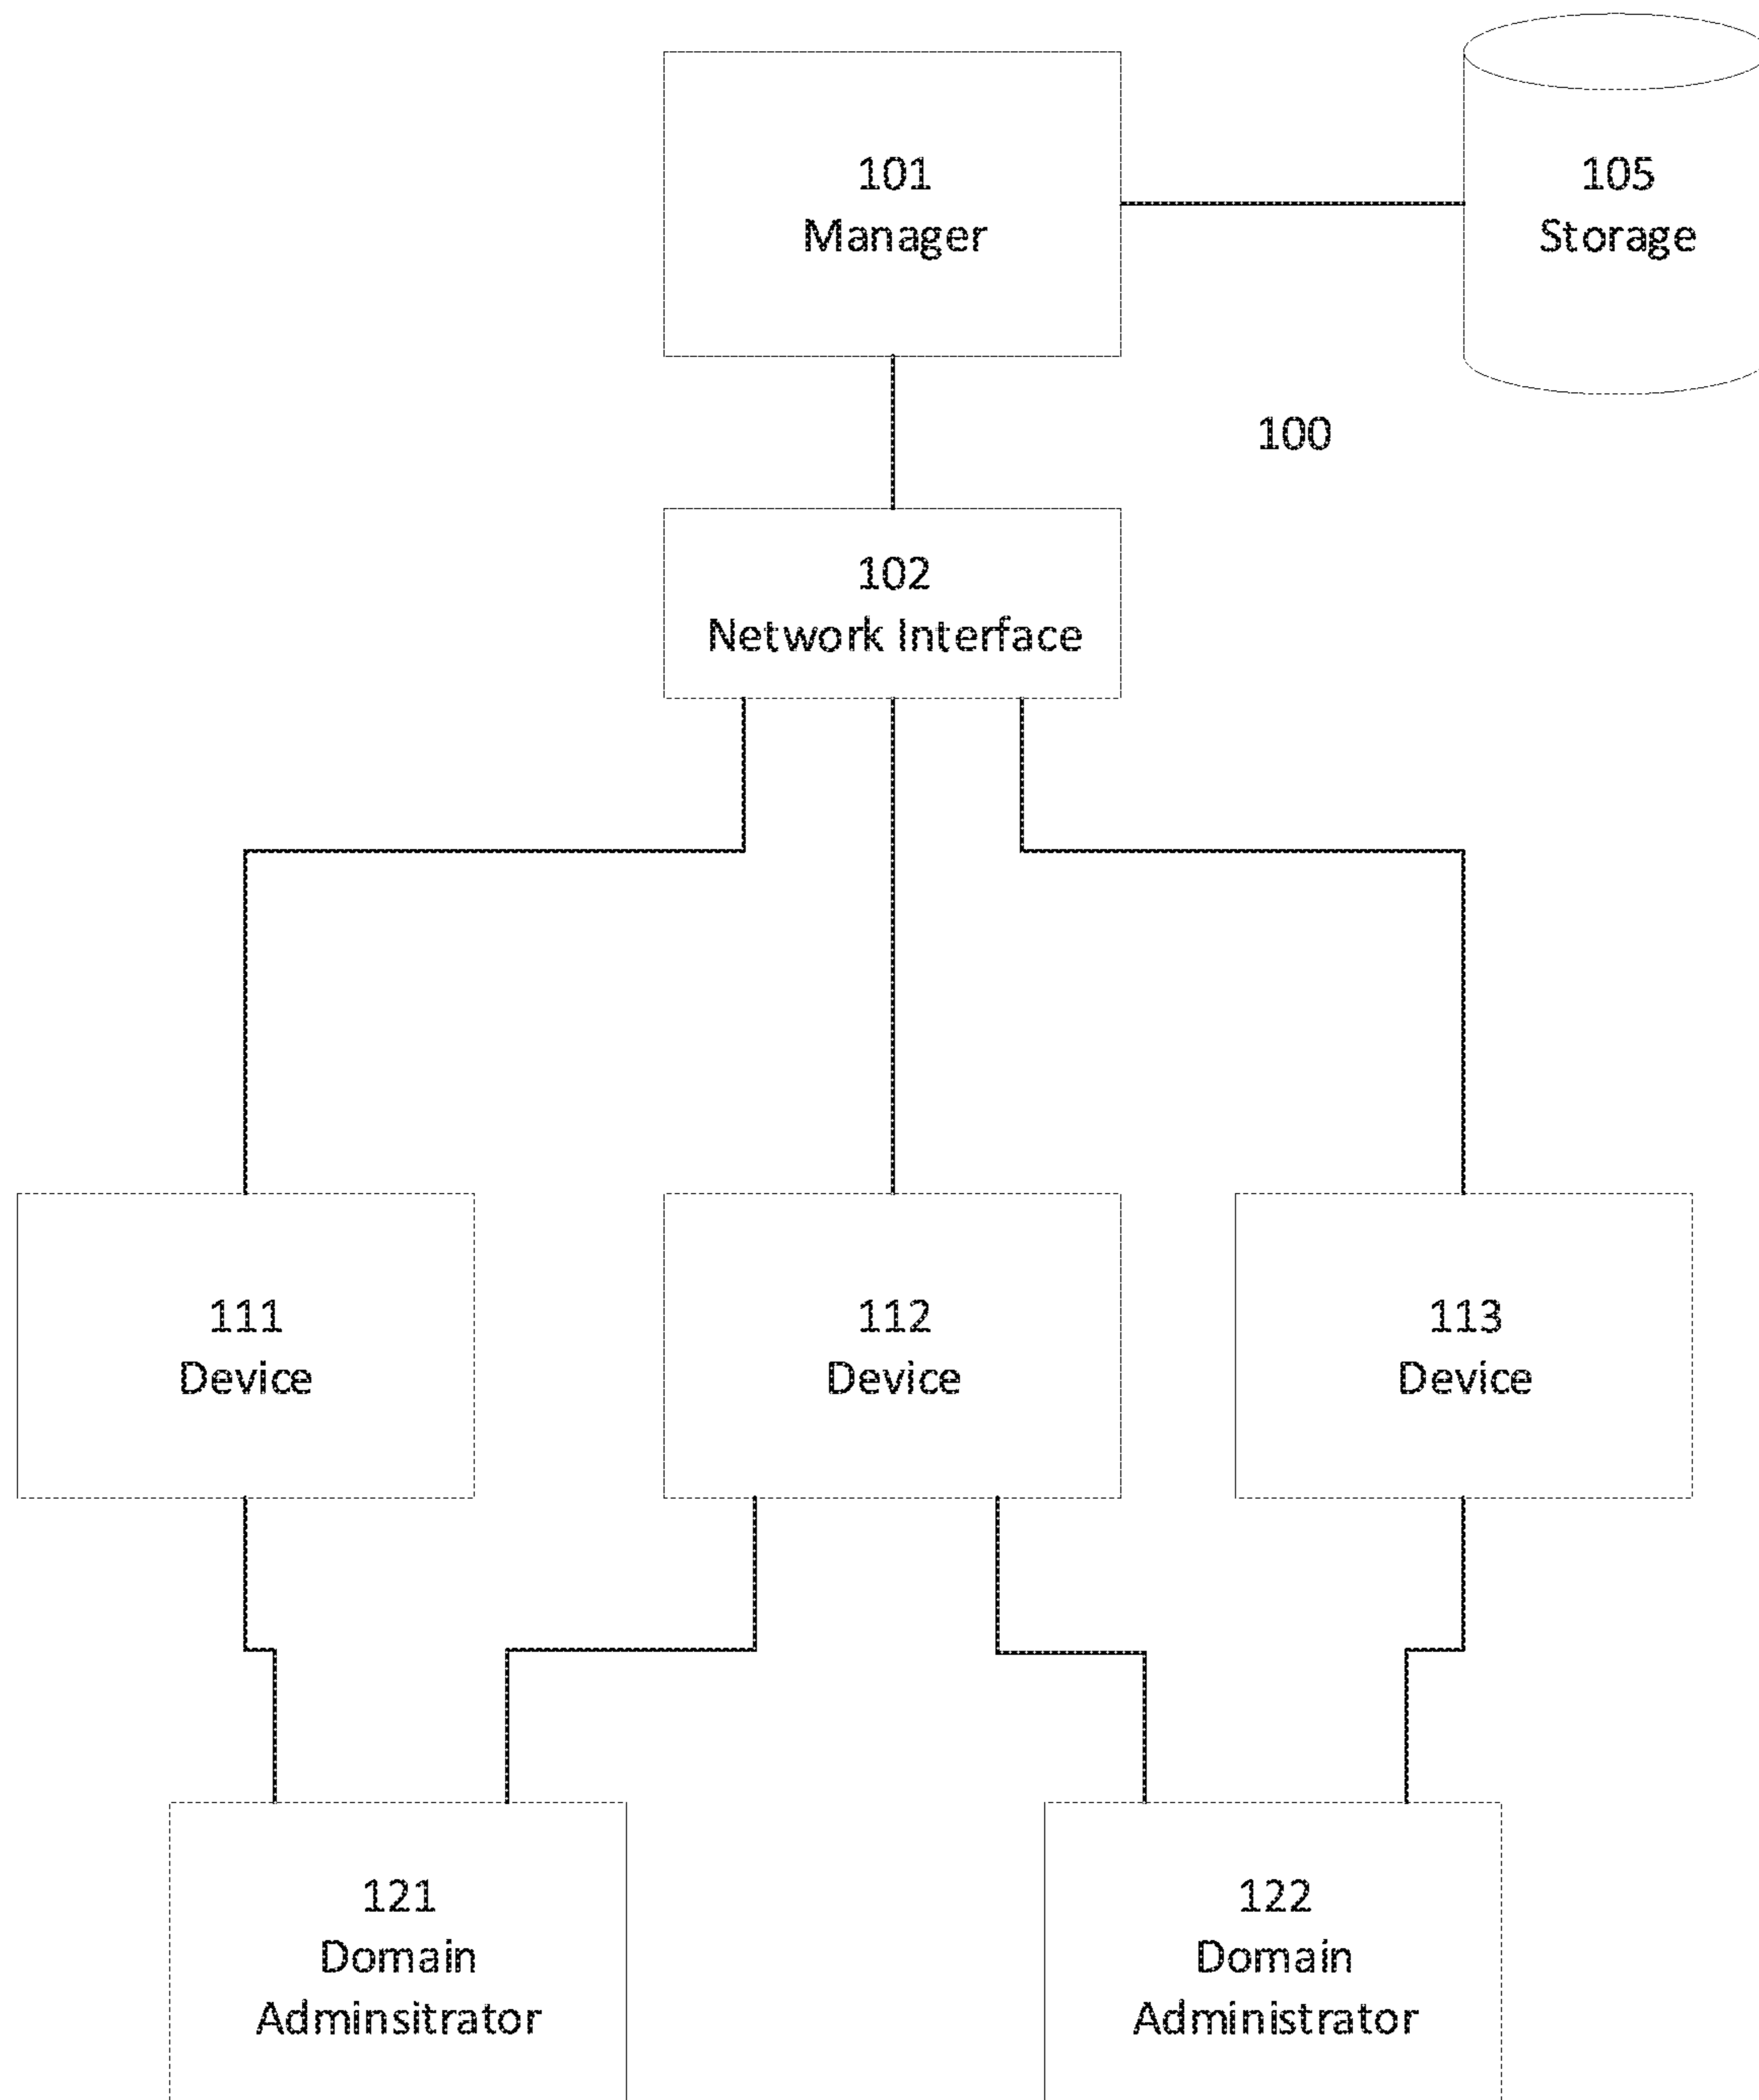 101
Manager
105
Storage
100
102
Network Interface
111
Device
112
Device
113
Device
121
Domain
Adminsitrator
122
Domain
Administrator